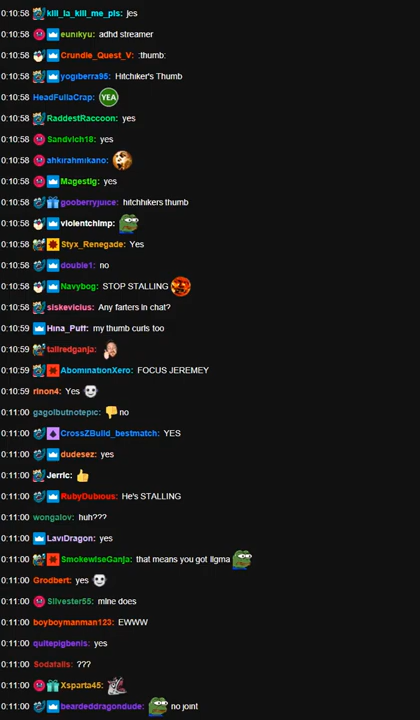 0:10:58 kill_la_kill_me_pls: jes
0:10:58 eunikyu: adhd streamer
0:10:58 Crundle_Quest_V: :thumb:
0:10:58 yogiberra95: Hitchiker's Thumb
0:10:58 HeadFullaCrap: YEA
0:10:58 RaddestRaccoon: yes
0:10:58 Sandvich18: yes
0:10:58 ahkirahmikano:
0:10:58 Magestig: yes
0:10:58 gooberryjuice: hitchhikers thumb
0:10:58 violentchimp:
0:10:58 Styx_Renegade: Yes
0:10:58 double1: no
0:10:58 Navybog: STOP STALLING
0:10:58 siskevicius: Any farters in chat?
0:10:59 Hina_Puff: my thumb curls too
0:10:59 tallredganja:
0:10:59 AbominationXero: FOCUS JEREMEY
0:10:59 rinon4: Yes
0:11:00 gagolbutnotepic: no
0:11:00 CrossZBuild_bestmatch: YES
0:11:00 dudesez: yes
0:11:00 Jerric:
0:11:00 RubyDubious: He's STALLING
0:11:00 wongalov: huh???
0:11:00 LaviDragon: yes
0:11:00 SmokewiseGanja: that means you got ligma
0:11:00 Grodbert: yes
0:11:00 Silvester55: mine does
0:11:00 boyboymanman123: EWWW
0:11:00 quitepigbenis: yes
0:11:00 Sodatails: ???
0:11:00 Xsparta45:
0:11:00 beardeddragondude: no joint